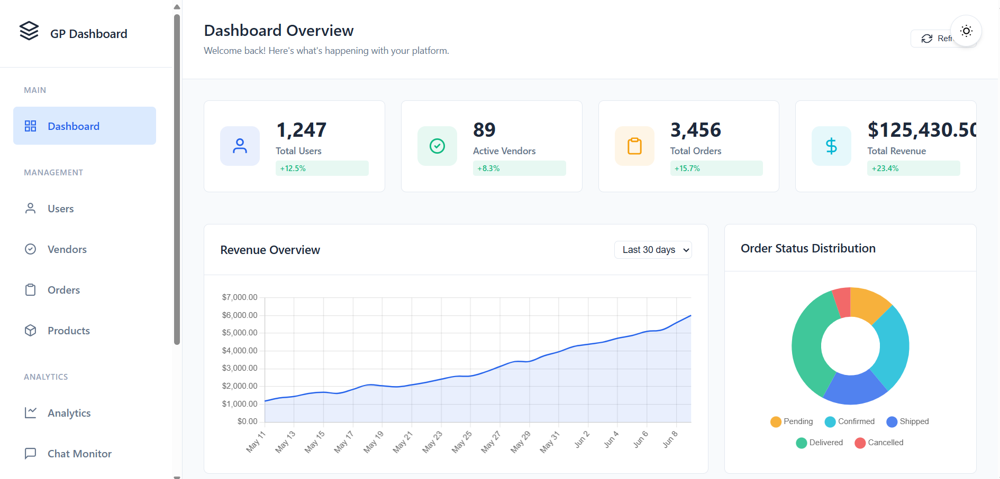 GP Dashboard
MAIN
Dashboard
MANAGEMENT
Users
Vendors
Orders
Products
ANALYTICS
Analytics
Chat Monitor
Dashboard Overview
Welcome back! Here's what's happening with your platform.
1,247
Total Users
+12.5%
89
Active Vendors
+8.3%
3,456
Total Orders
+15.7%
$125,430.50
Total Revenue
+23.4%
Revenue Overview
Last 30 days
$7,000.00
$6,000.00
$5,000.00
$4,000.00
$3,000.00
$2,000.00
$1,000.00
$0.00
May 11
May 13
May 15
May 17
May 19
May 21
May 23
May 25
May 27
May 29
May 31
Jun 2
Jun 4
Jun 6
Jun 8
Order Status Distribution
Pending
Confirmed
Shipped
Delivered
Cancelled